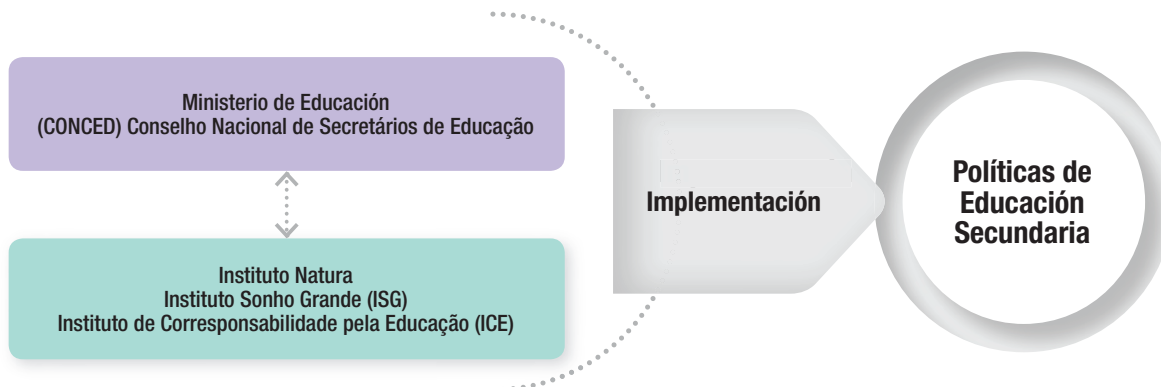 Ministerio de Educación
(CONCED) Conselho Nacional de Secretários de Educação
Instituto Natura
Instituto Sonho Grande (ISG)
Instituto de Corresponsabilidade pela Educação (ICE)
Implementación
Políticas de
Educación
Secundaria